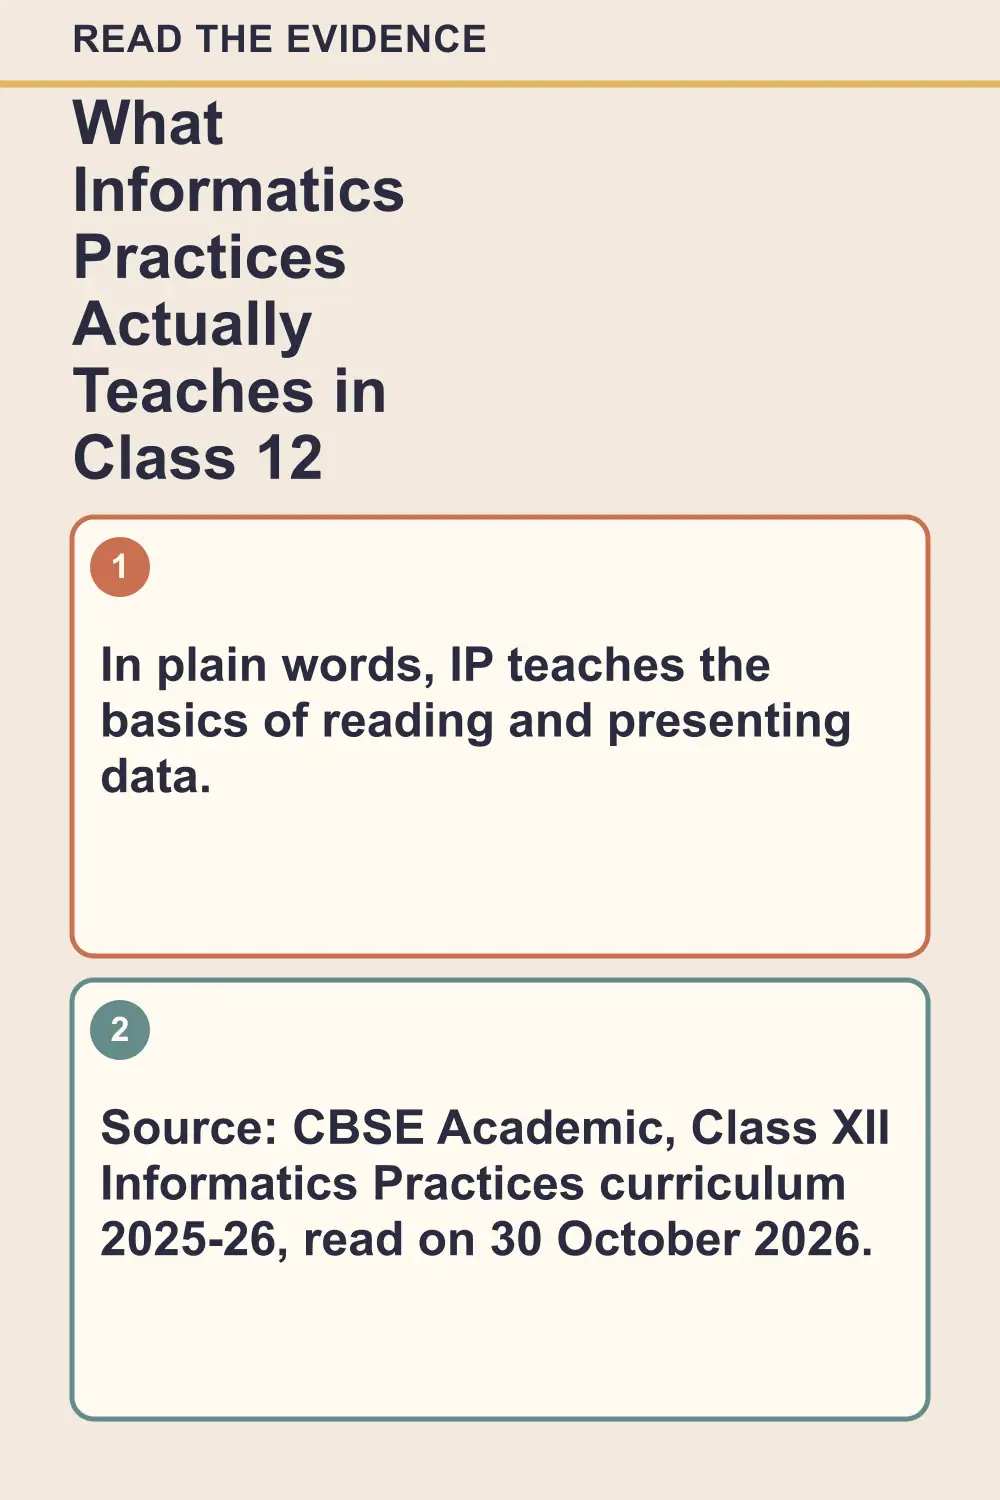 READ THE EVIDENCE
What
Informatics
Practices
Actually
Teaches in
Class 12
1
In plain words, IP teaches the
basics of reading and presenting
data.
2
Source: CBSE Academic, Class XII
Informatics Practices curriculum
2025-26, read on 30 October 2026.